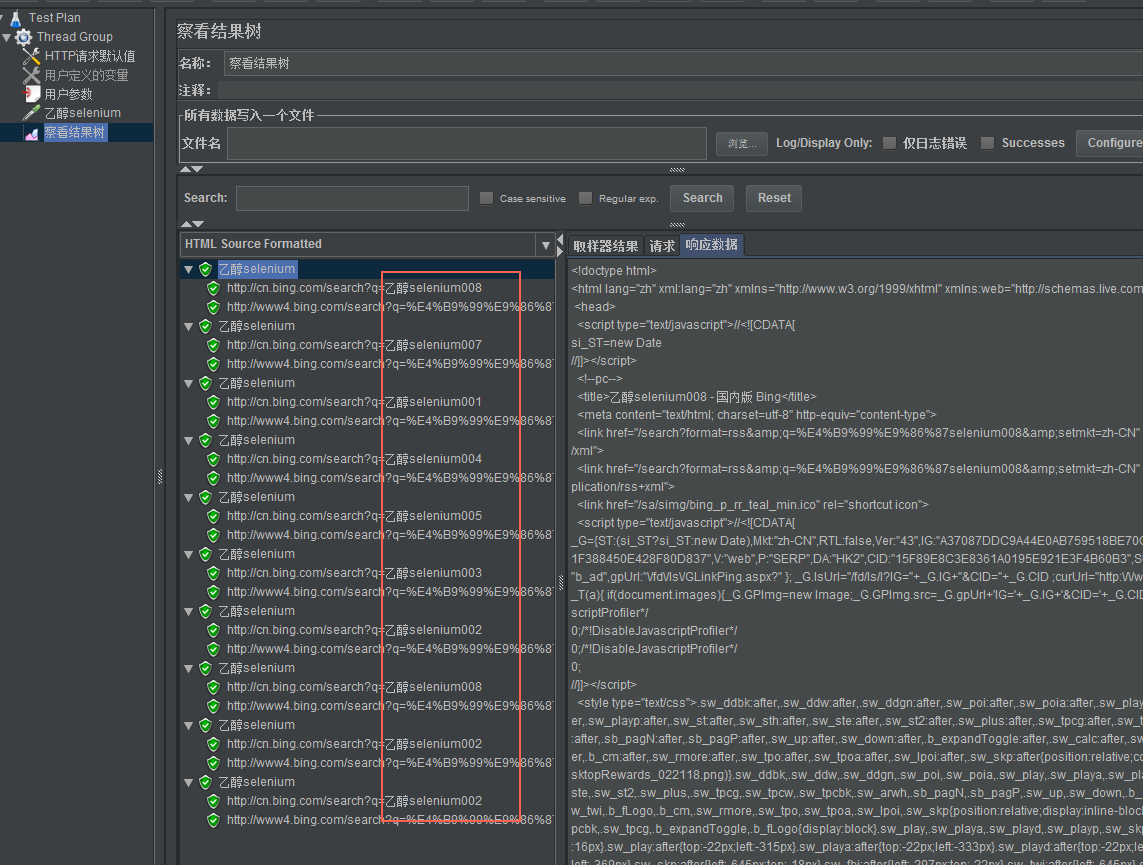 Test Plan
Thread Group
HTTP请求默认值
用户定义的变量
用户参数
乙醇selenium
察看结果树
察看结果树
名称： 察看结果树
注释：
所有数据写入一个文件
文件名 浏览... Log/Display Only: 仅日志错误 Successes Configure
Search: Case sensitive Regular exp. Search Reset
HTML Source Formatted
乙醇selenium
http://cn.bing.com/search?q=乙醇selenium008
http://www4.bing.com/search?q=%E4%B9%99%E9%86%87
乙醇selenium
http://cn.bing.com/search?q=乙醇selenium007
http://www4.bing.com/search?q=%E4%B9%99%E9%86%87
乙醇selenium
http://cn.bing.com/search?q=乙醇selenium001
http://www4.bing.com/search?q=%E4%B9%99%E9%86%87
乙醇selenium
http://cn.bing.com/search?q=乙醇selenium004
http://www4.bing.com/search?q=%E4%B9%99%E9%86%87
乙醇selenium
http://cn.bing.com/search?q=乙醇selenium005
http://www4.bing.com/search?q=%E4%B9%99%E9%86%87
乙醇selenium
http://cn.bing.com/search?q=乙醇selenium003
http://www4.bing.com/search?q=%E4%B9%99%E9%86%87
乙醇selenium
http://cn.bing.com/search?q=乙醇selenium002
http://www4.bing.com/search?q=%E4%B9%99%E9%86%87
乙醇selenium
http://cn.bing.com/search?q=乙醇selenium008
http://www4.bing.com/search?q=%E4%B9%99%E9%86%87
乙醇selenium
http://cn.bing.com/search?q=乙醇selenium002
http://www4.bing.com/search?q=%E4%B9%99%E9%86%87
乙醇selenium
http://cn.bing.com/search?q=乙醇selenium002
http://www4.bing.com/search?q=%E4%B9%99%E9%86%87
取样器结果 请求 响应数据
<!doctype html>
<html lang="zh" xml:lang="zh" xmlns="http://www.w3.org/1999/xhtml" xmlns:web="http://schemas.live.com
<head>
<script type="text/javascript">//<![CDATA[
si_ST=new Date
//]]></script>
<!--pc-->
<title>乙醇selenium008 - 国内版 Bing</title>
<meta content="text/html; charset=utf-8" http-equiv="content-type">
<link href="/search?format=rss&amp;q=%E4%B9%99%E9%86%87selenium008&amp;setmkt=zh-CN"
/xml">
<link href="/search?format=rss&amp;q=%E4%B9%99%E9%86%87selenium008&amp;setmkt=zh-CN"
plication/rss+xml">
<link href="/sa/simg/bing_p_rr_teal_min.ico" rel="shortcut icon">
<script type="text/javascript">//<![CDATA[
_G={ST:(si_ST?si_ST:new Date),Mkt:"zh-CN",RTL:false,Ver:"43",IG:"A37087DDC9A44E0AB759518BE70C
1F388450E428F80D837",V:"web",P:"SERP",DA:"HK2",CID:"15F89E8C3E8361A0195E921E3F4B60B3",S
"b_ad",gpUrl:"\/fd\/ls\/GLinkPing.aspx?" }; _G.lsUrl="/fd/ls/l?IG="+_G.IG+"&CID="+_G.CID ;curUrl="http:\/\/w
_T(a){ if(document.images){_G.GPImg=new Image;_G.GPImg.src=_G.gpUrl+'IG='+_G.IG+'&CID='+_G.CID
scriptProfiler*/
0;/*!DisableJavascriptProfiler*/
0;/*!DisableJavascriptProfiler*/
0;
//]]></script>
<style type="text/css">.sw_ddbk:after,.sw_ddw:after,.sw_ddgn:after,.sw_poi:after,.sw_poia:after,.sw_play
er,.sw_playp:after,.sw_st:after,.sw_sth:after,.sw_ste:after,.sw_st2:after,.sw_plus:after,.sw_tpcg:after,.sw_t
:after,.sb_pagN:after,.sb_pagP:after,.sw_up:after,.sw_down:after,.b_expandToggle:after,.sw_calc:after,.sw
er,.b_cm:after,.sw_rmore:after,.sw_tpo:after,.sw_tpoa:after,.sw_lpoi:after,.sw_skp:after{position:relative;co
sktopRewards_022118.png)}.sw_ddbk,.sw_ddw,.sw_ddgn,.sw_poi,.sw_poia,.sw_play,.sw_playa,.sw_pla
ste,.sw_st2,.sw_plus,.sw_tpcg,.sw_tpcw,.sw_tpcbk,.sw_arwh,.sb_pagN,.sb_pagP,.sw_up,.sw_down,.b_
w_twi,.b_fLogo,.b_cm,.sw_rmore,.sw_tpo,.sw_tpoa,.sw_lpoi,.sw_skp{position:relative;display:inline-block
pcbk,.sw_tpcg,.b_expandToggle,.b_fLogo{display:block}.sw_play,.sw_playa,.sw_playd,.sw_playp,.sw_skp
:16px}.sw_play:after{top:-22px;left:-315px}.sw_playa:after{top:-22px;left:-333px}.sw_playd:after{top:-22px;le